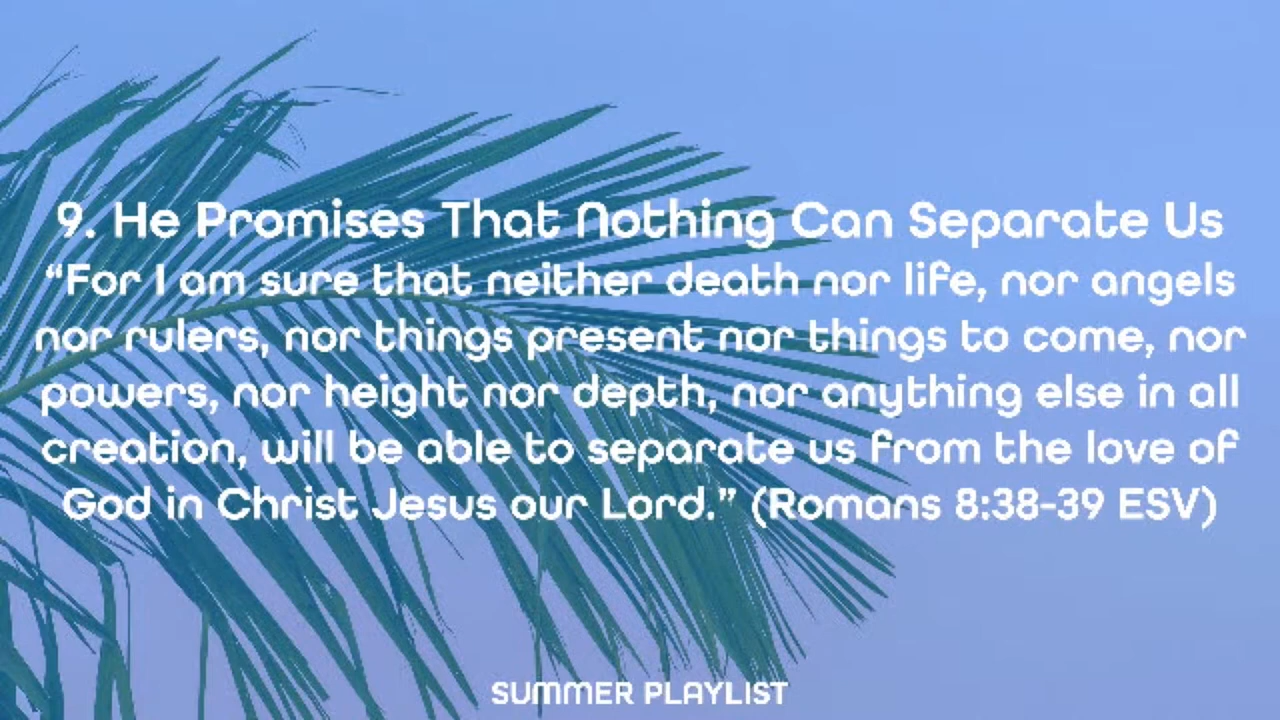 9. He Promises That Nothing Can Separate Us
“For I am sure that neither death nor life, nor angels
nor rulers, nor things present nor things to come, nor
powers, nor height nor depth, nor anything else in all
creation, will be able to separate us from the love of
God in Christ Jesus our Lord.” (Romans 8:38-39 ESV)
SUMMER PLAYLIST